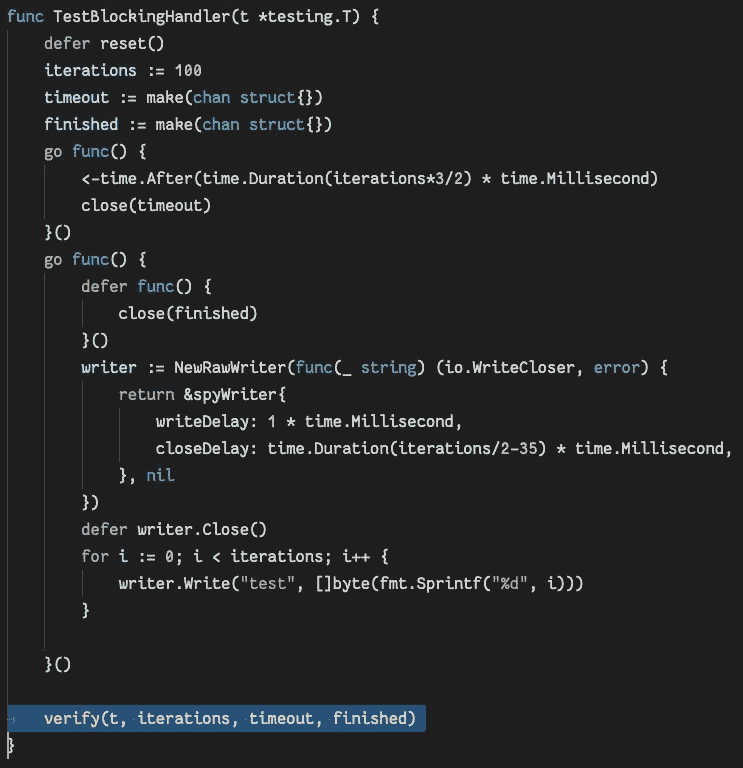 func TestBlockingHandler(t *testing.T) {
    defer reset()
    iterations := 100
    timeout := make(chan struct{})
    finished := make(chan struct{})
    go func() {
        <-time.After(time.Duration(iterations*3/2) * time.Millisecond)
        close(timeout)
    }()
    go func() {
        defer func() {
            close(finished)
        }()
        writer := NewRawWriter(func(_ string) (io.WriteCloser, error) {
            return &spyWriter{
                writeDelay: 1 * time.Millisecond,
                closeDelay: time.Duration(iterations/2-35) * time.Millisecond,
            }, nil
        })
        defer writer.Close()
        for i := 0; i < iterations; i++ {
            writer.Write("test", []byte(fmt.Sprintf("%d", i)))
        }

    }()

    verify(t, iterations, timeout, finished)
}